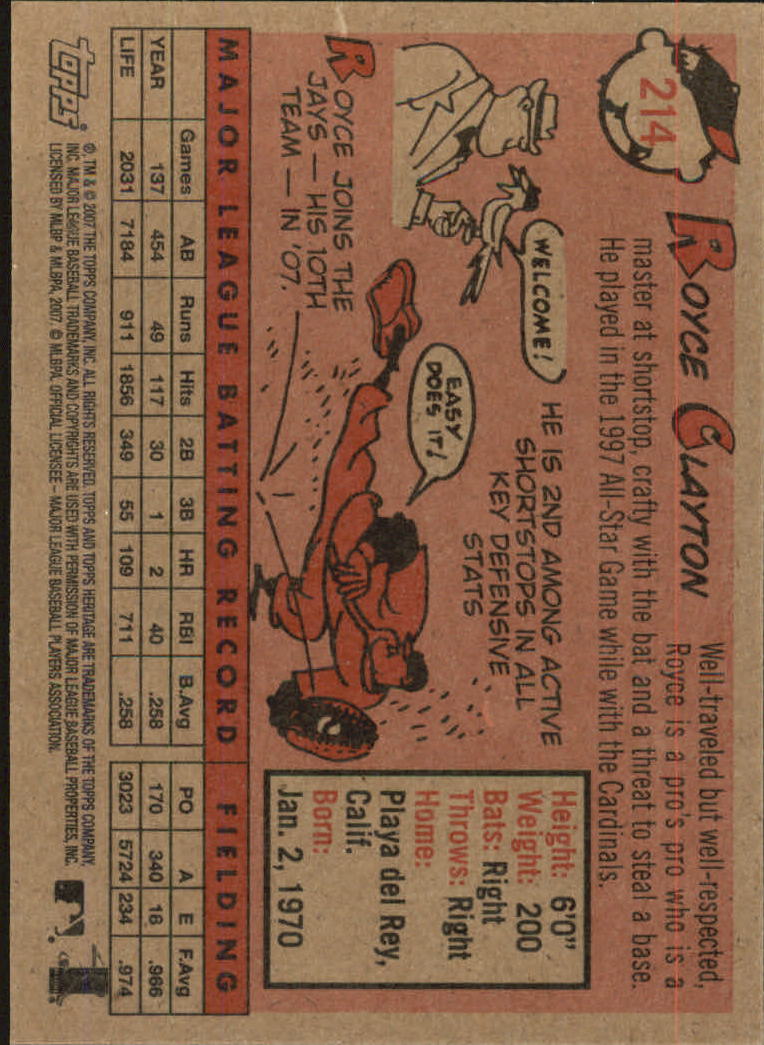 214
ROYCE CLAYTON
Well-traveled but well-respected,
Royce is a pro's pro who is a
master at shortstop, crafty with the bat and a threat to steal a base.
He played in the 1997 All-Star Game while with the Cardinals.
WELCOME!
ROYCE JOINS THE
JAYS — HIS 10TH
TEAM — IN '07.
HE IS 2ND AMONG ACTIVE
SHORTSTOPS IN ALL
KEY DEFENSIVE
STATS
EASY
DOES IT!
Height: 6'0"
Weight: 200
Bats: Right
Throws: Right
Home:
Playa del Rey,
Calif.
Born:
Jan. 2, 1970
MAJOR LEAGUE BATTING RECORD FIELDING
YEAR Games AB Runs Hits 2B 3B HR RBI B.Avg PO A E F.Avg
137 454 49 117 30 1 2 40 .258 170 340 16 .966
LIFE 2031 7184 911 1856 349 55 109 711 .258 3023 5724 234 .974
topps
®, TM & © 2007 THE TOPPS COMPANY, INC. ALL RIGHTS RESERVED. TOPPS AND TOPPS HERITAGE ARE TRADEMARKS OF THE TOPPS COMPANY,
INC. MAJOR LEAGUE BASEBALL TRADEMARKS AND COPYRIGHTS ARE USED WITH PERMISSION OF MAJOR LEAGUE BASEBALL PROPERTIES, INC.
LICENSED BY MLBP & MLBPA, 2007. © MLBPA. OFFICIAL LICENSEE – MAJOR LEAGUE BASEBALL PLAYERS ASSOCIATION.